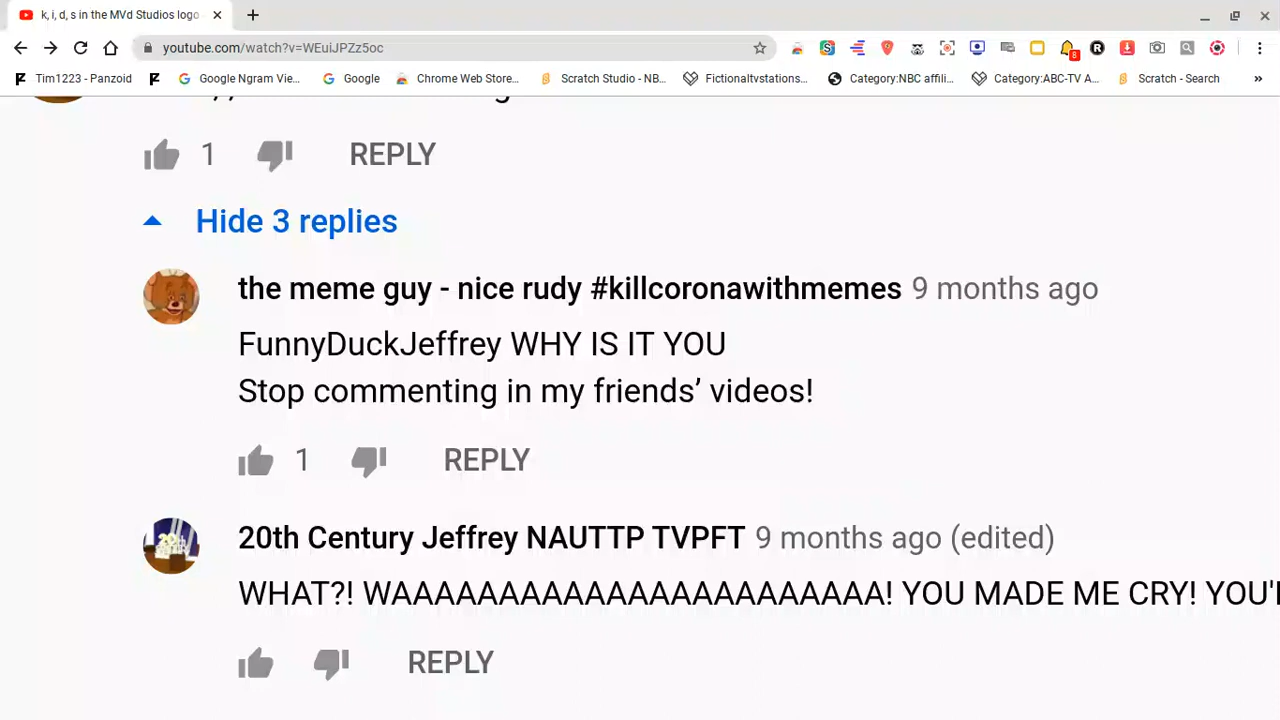 k, i, d, s in the MVd Studios logo
youtube.com/watch?v=WEuiJPZz5oc
8
Tim1223 - Panzoid
Google Ngram Vie...
Google
Chrome Web Store...
Scratch Studio - NB...
Fictionaltvstations...
Category:NBC affili...
Category:ABC-TV A...
Scratch - Search
»
1
REPLY
Hide 3 replies
the meme guy - nice rudy #killcoronawithmemes 9 months ago
FunnyDuckJeffrey WHY IS IT YOU
Stop commenting in my friends’ videos!
1
REPLY
20th Century Jeffrey NAUTTP TVPFT 9 months ago (edited)
WHAT?! WAAAAAAAAAAAAAAAAAAAAAA! YOU MADE ME CRY! YOU'
REPLY